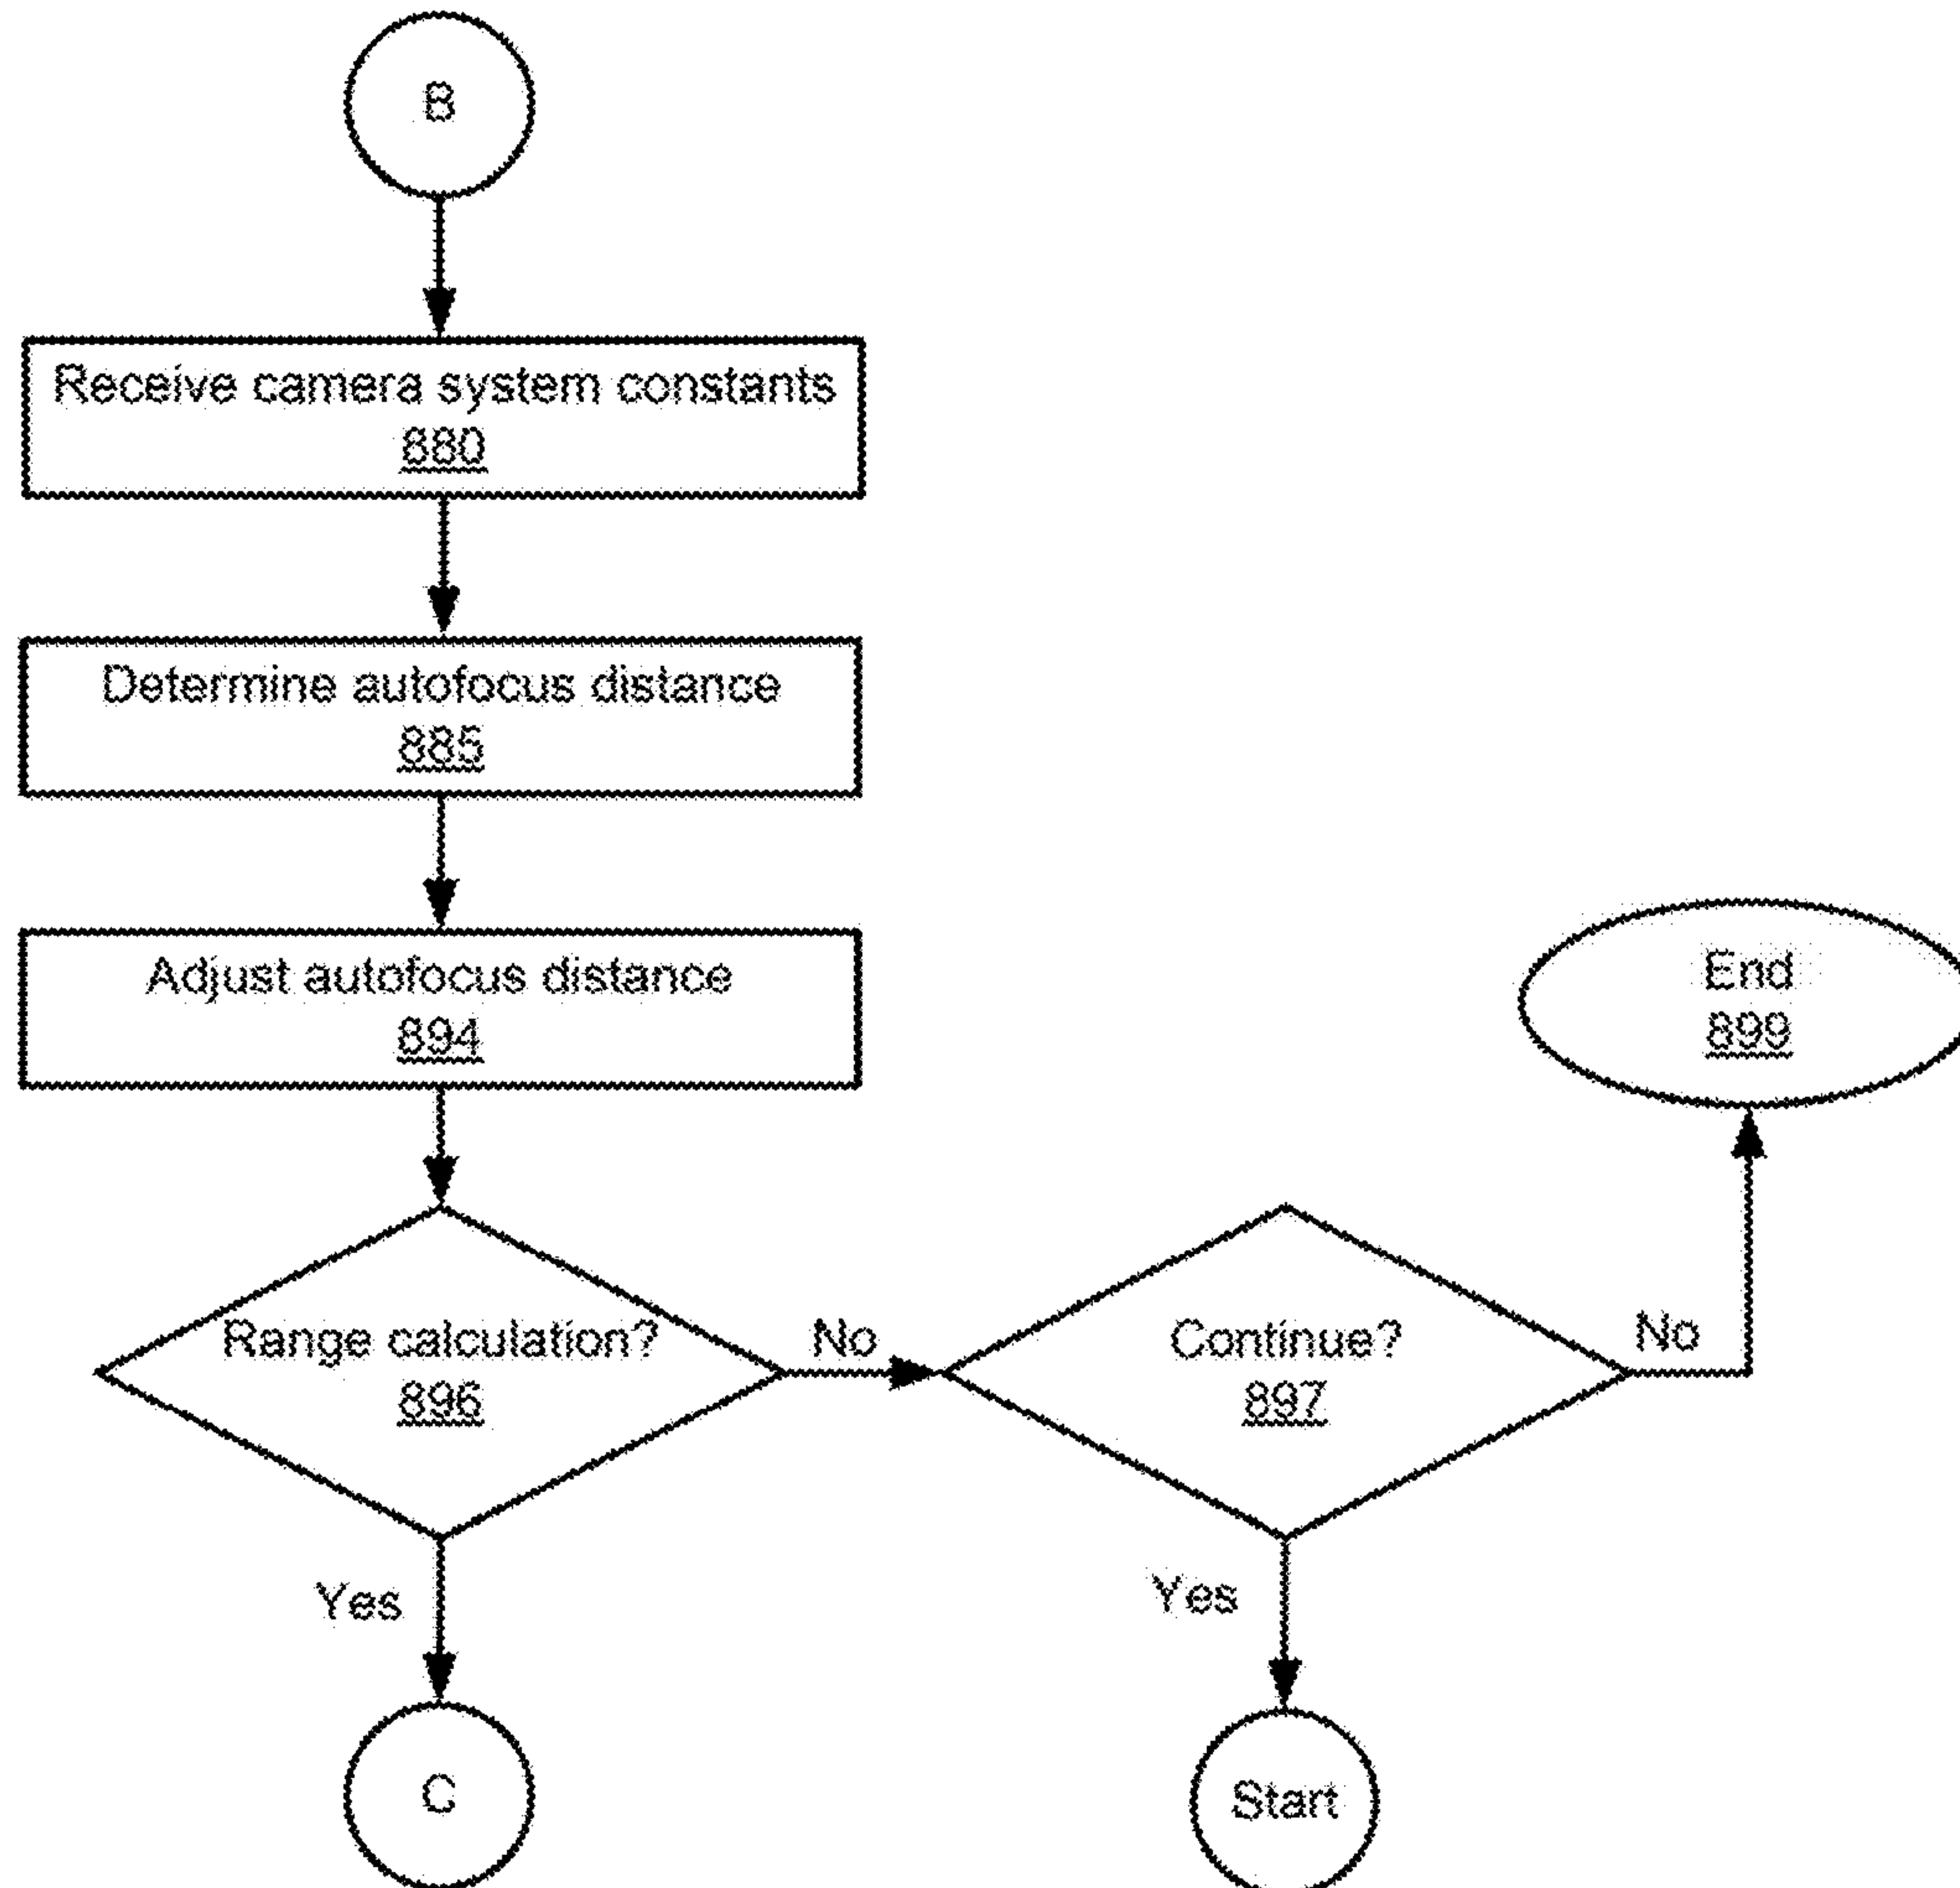 B
Receive camera system constants
880
Determine autofocus distance
885
Adjust autofocus distance
894
End
899
Range calculation?
896
No
Continue?
897
No
Yes
Yes
C
Start